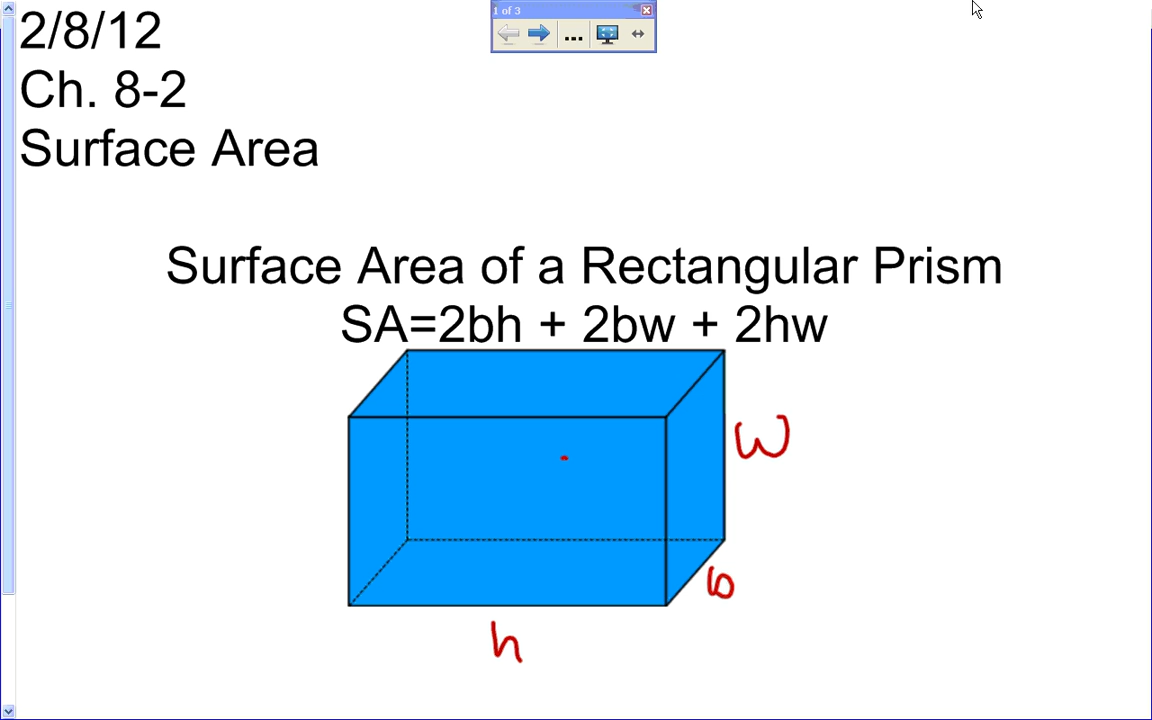 1 of 3
2/8/12
Ch. 8-2
Surface Area
Surface Area of a Rectangular Prism
SA=2bh + 2bw + 2hw
w
b
h